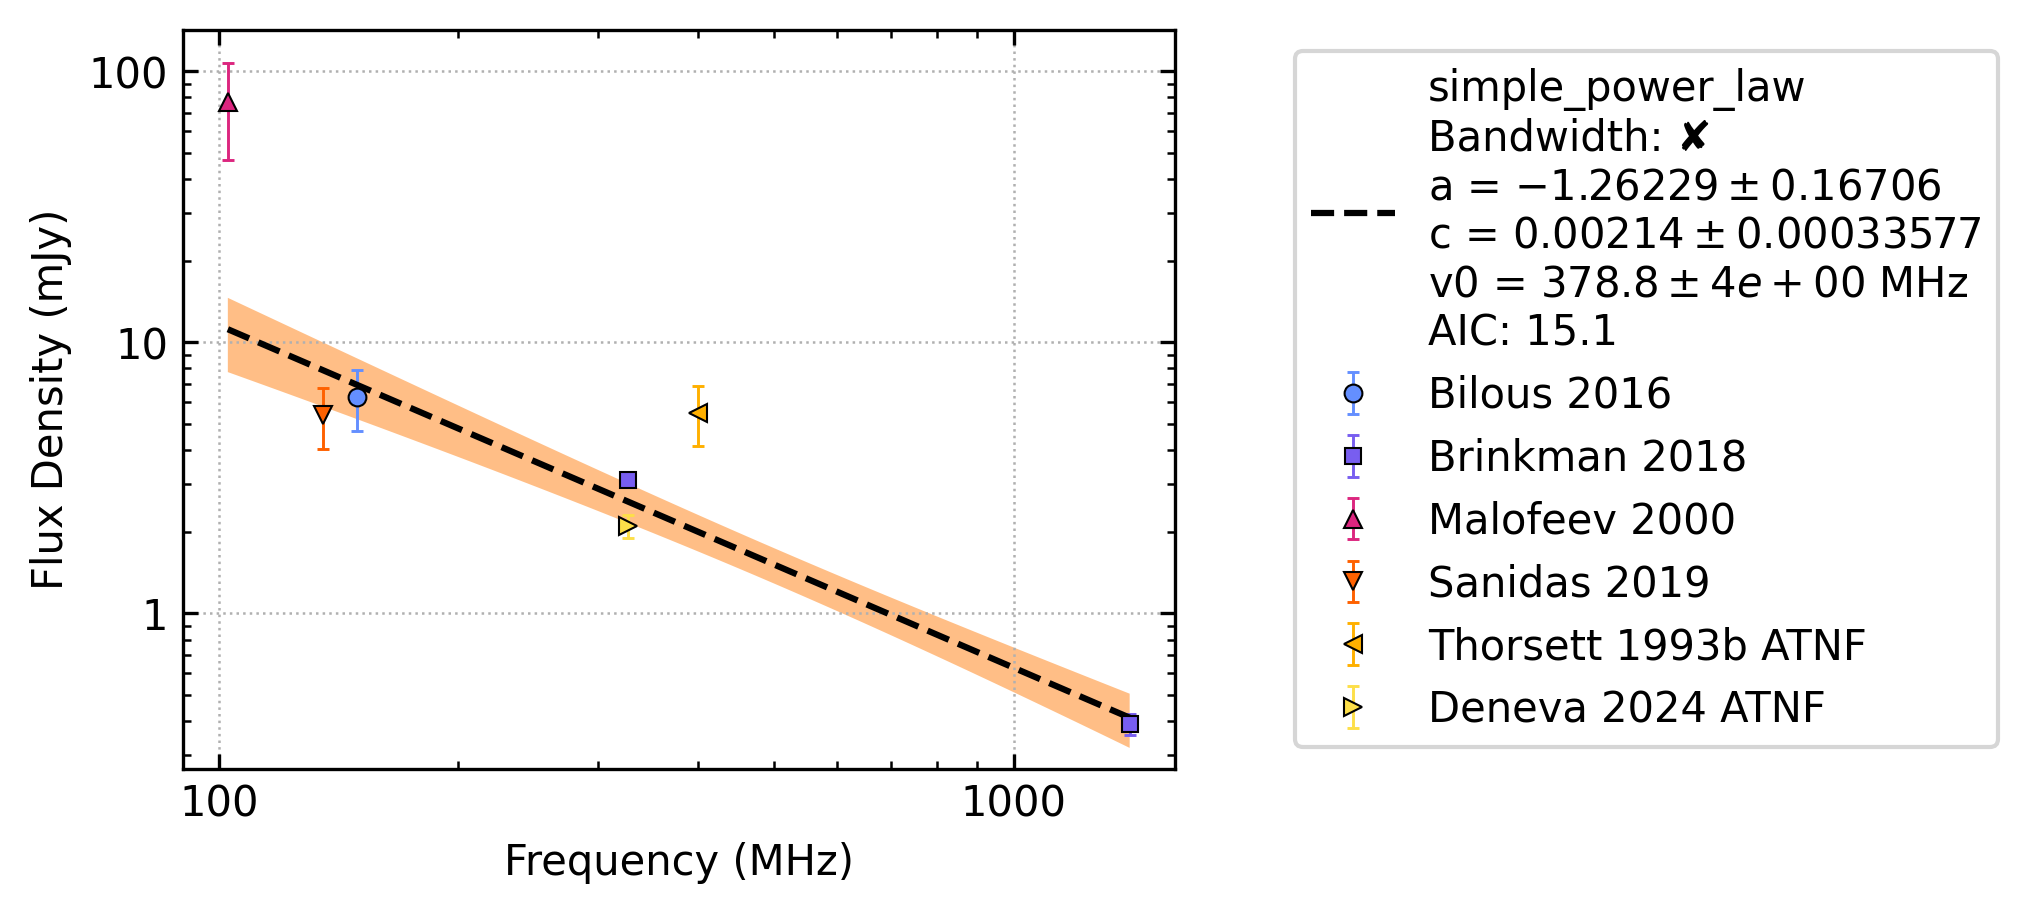 100
10
1
Flux Density (mJy)
100
1000
Frequency (MHz)
simple_power_law
Bandwidth: ✘
a = −1.26229 ± 0.16706
c = 0.00214 ± 0.00033577
v0 = 378.8 ± 4e + 00 MHz
AIC: 15.1
Bilous 2016
Brinkman 2018
Malofeev 2000
Sanidas 2019
Thorsett 1993b ATNF
Deneva 2024 ATNF